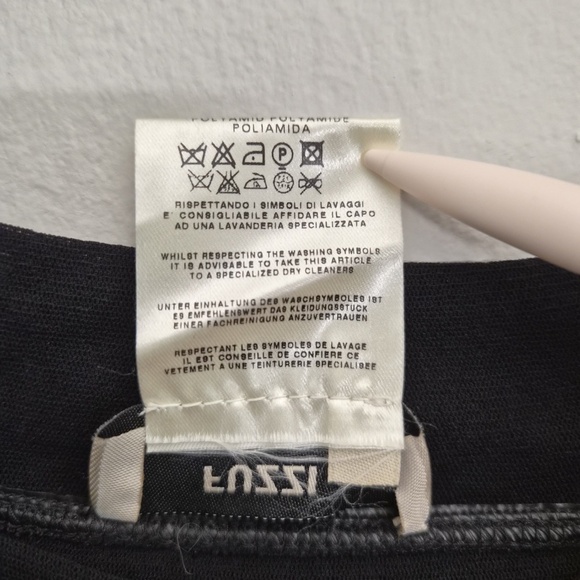 POLYAMID POLYAMIDE
POLIAMIDA
P
RISPETTANDO I SIMBOLI DI LAVAGGI
E' CONSIGLIABILE AFFIDARE IL CAPO
AD UNA LAVANDERIA SPECIALIZZATA
WHILST RESPECTING THE WASHING SYMBOLS
IT IS ADVISABLE TO TAKE THIS ARTICLE
TO A SPECIALIZED DRY CLEANERS
UNTER EINHALTUNG DES WASCHSYMBOLES IST
ES EMPFEHLENSWERT DAS KLEIDUNGSSTUCK
EINER FACHREINIGUNG ANZUVERTRAUEN
RESPECTANT LES SYMBOLES DE LAVAGE
IL EST CONSEILLE DE CONFIERE CE
VETEMENT A UNE TEINTURERIE SPECIALISEE
FUZZI